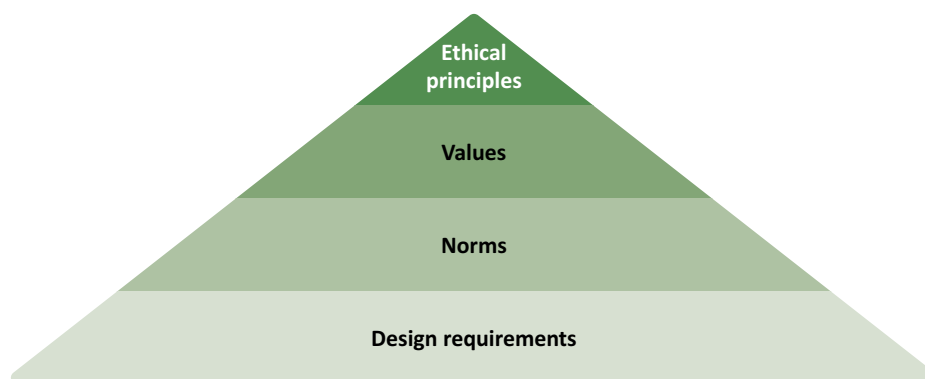 Ethical
principles
Values
Norms
Design requirements